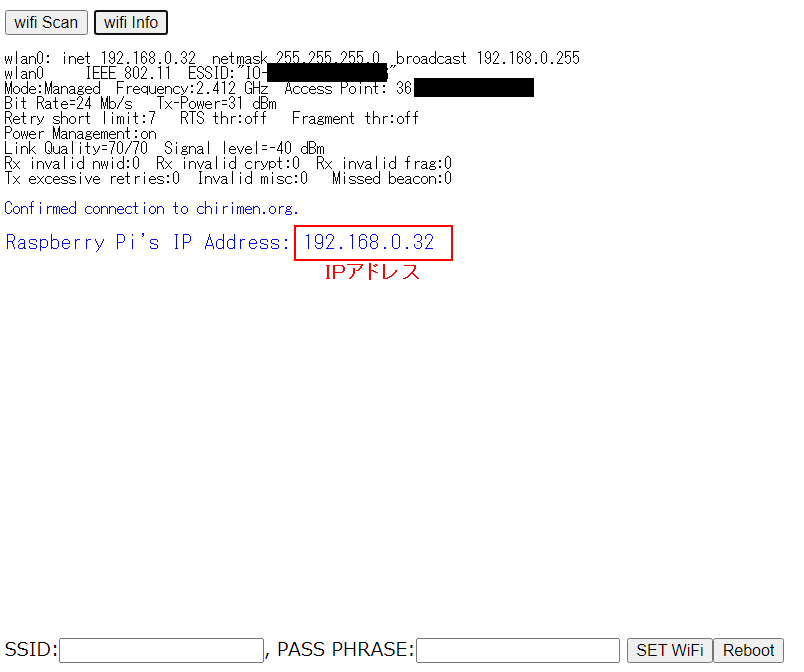 wifi Scan wifi Info
wlan0: inet 192.168.0.32 netmask 255.255.255.0 broadcast 192.168.0.255
wlan0 IEEE 802.11 ESSID:"IO-
Mode:Managed Frequency:2.412 GHz Access Point: 36
Bit Rate=24 Mb/s Tx-Power=31 dBm
Retry short limit:7 RTS thr:off Fragment thr:off
Power Management:on
Link Quality=70/70 Signal level=-40 dBm
Rx invalid nwid:0 Rx invalid crypt:0 Rx invalid frag:0
Tx excessive retries:0 Invalid misc:0 Missed beacon:0
Confirmed connection to chirimen.org.
Raspberry Pi's IP Address: 192.168.0.32
IPアドレス
SSID: , PASS PHRASE: SET WiFi Reboot